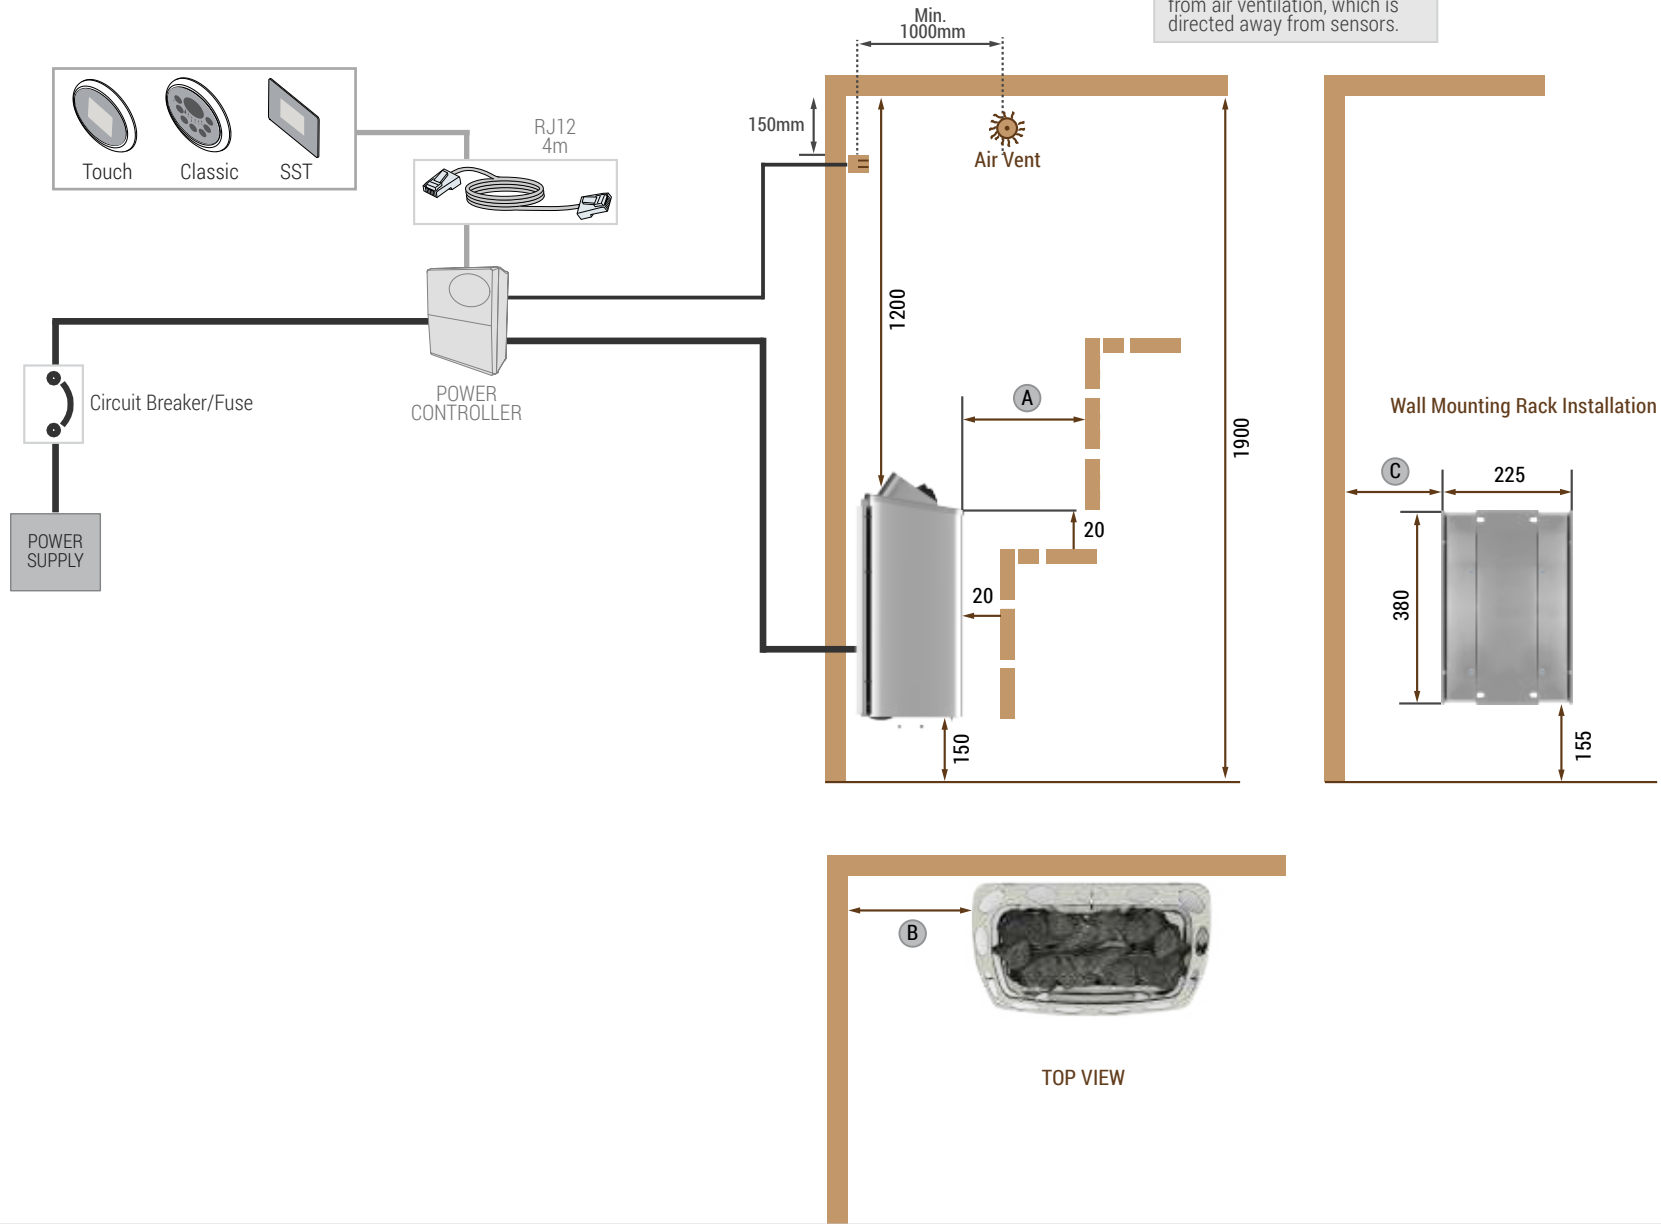 from air ventilation, which is
directed away from sensors.
Min.
1000mm
150mm
Air Vent
Touch
Classic
SST
RJ12
4m
POWER
CONTROLLER
Circuit Breaker/Fuse
POWER
SUPPLY
1200
A
1900
20
20
150
Wall Mounting Rack Installation
C
225
380
155
B
TOP VIEW